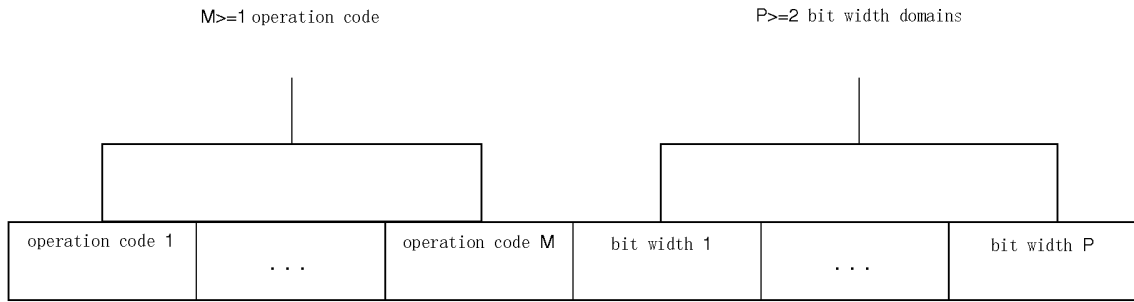 M>=1 operation code
P>=2 bit width domains
operation code 1
...
operation code M
bit width 1
...
bit width P